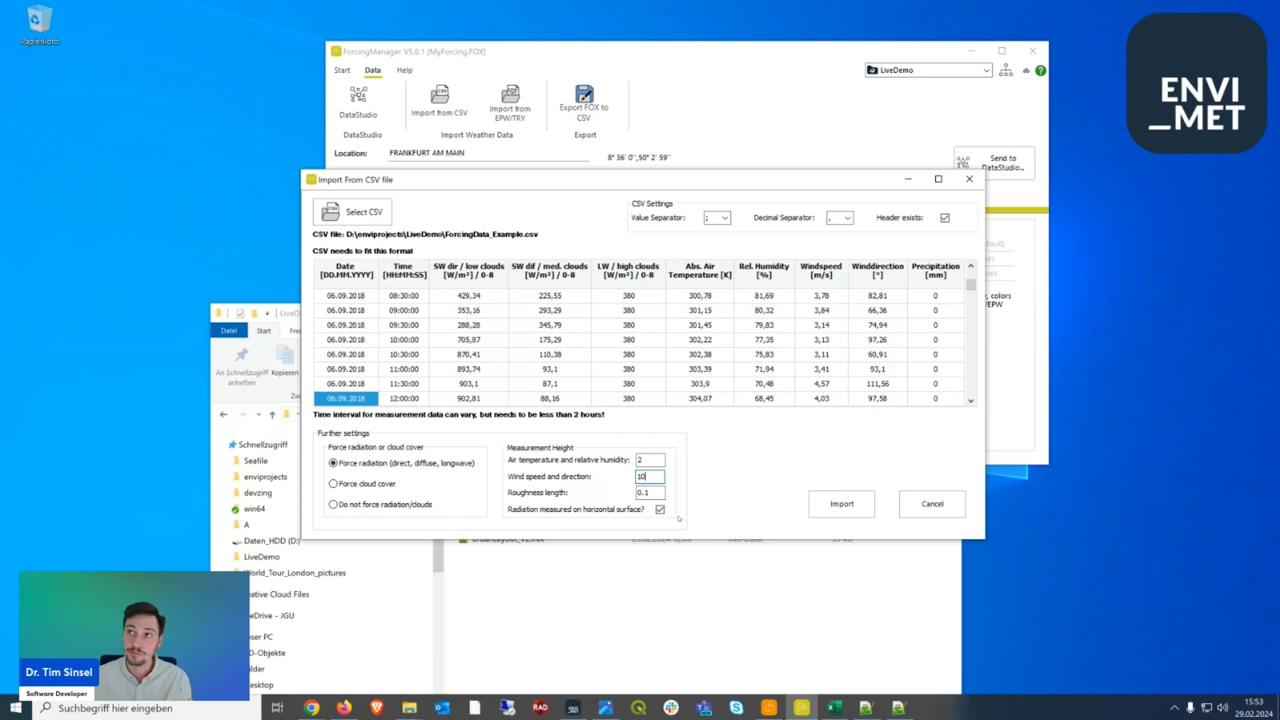 Papierkorb
ForcingManager V5.6.1 [MyForcing.FOX]
ENVI_MET
Start Data Help
LiveDemo
DataStudio
Import from CSV
Import from EPW/TRY
Export FOX to CSV
DataStudio Import Weather Data Export
Location: FRANKFURT AM MAIN 8° 36' 0'',50° 2' 59''
Send to DataStudio..
Import From CSV file
Select CSV
CSV Settings
Value Separator: ; Decimal Separator: , Header exists:
CSV file: D:\enviprojects\LiveDemo\ForcingData_Example.csv
CSV needs to fit this format
Date Time SW dir / low clouds SW dif / med. clouds LW / high clouds Abs. Air Rel. Humidity Windspeed Winddirection Precipitation
[DD.MM.YYYY] [HH:MM:SS] [W/m²] / 0-8 [W/m²] / 0-8 [W/m²] / 0-8 Temperature [K] [%] [m/s] [°] [mm]
06.09.2018 08:30:00 429,34 225,55 380 300,78 81,69 3,78 82,81 0
06.09.2018 09:00:00 353,16 293,29 380 301,15 80,32 3,84 66,36 0
06.09.2018 09:30:00 288,28 345,79 380 301,45 79,83 3,14 74,94 0
06.09.2018 10:00:00 705,87 175,29 380 302,22 77,35 3,13 97,26 0
06.09.2018 10:30:00 870,41 110,38 380 302,38 75,83 3,11 60,91 0
06.09.2018 11:00:00 893,74 93,1 380 303,39 71,94 3,41 93,1 0
06.09.2018 11:30:00 903,1 87,1 380 303,9 70,48 4,57 111,56 0
06.09.2018 12:00:00 902,81 88,16 380 304,07 68,45 4,03 97,58 0
Time interval for measurement data can vary, but needs to be less than 2 hours!
Further settings
Force radiation or cloud cover
Force radiation (direct, diffuse, longwave)
Force cloud cover
Do not force radiation/clouds
Measurement Height
Air temperature and relative humidity: 2
Wind speed and direction: 10
Roughness length: 0.1
Radiation measured on horizontal surface?
Import Cancel
, colors
/EPW
Datei Start
An Schnellzugriff anheften
Kopieren
Schnellzugriff
Seafile
enviprojects
devzing
win64
A
Daten_HDD (D:)
LiveDemo
World_Tour_London_pictures
eative Cloud Files
eDrive - JGU
eser PC
D-Objekte
ilder
esktop
Dr. Tim Sinsel
Software Developer
Suchbegriff hier eingeben
15:53
29.02.2024